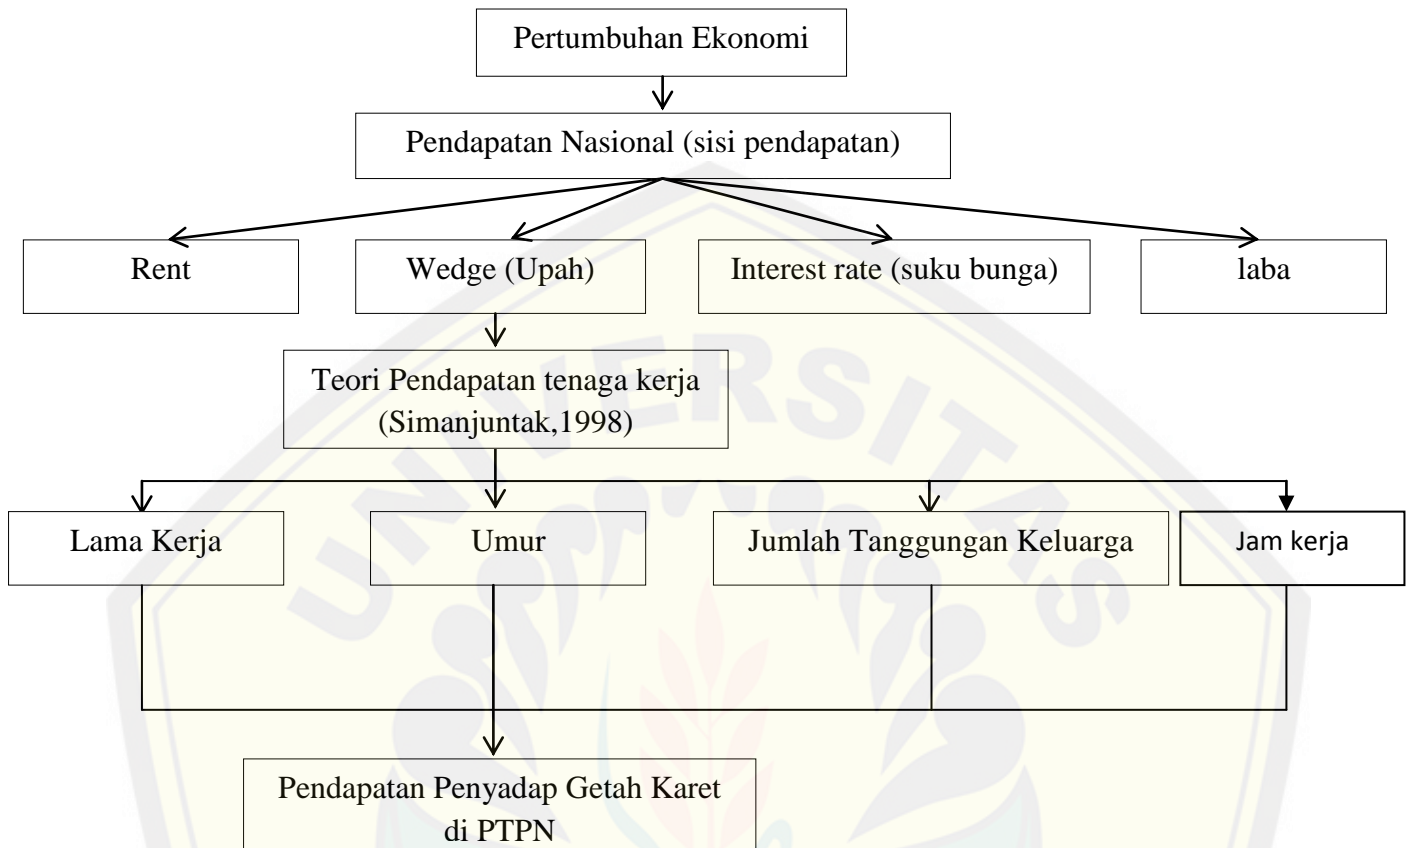 Pertumbuhan Ekonomi
Pendapatan Nasional (sisi pendapatan)
Rent
Wedge (Upah)
Interest rate (suku bunga)
laba
Teori Pendapatan tenaga kerja
(Simanjuntak,1998)
Lama Kerja
Umur
Jumlah Tanggungan Keluarga
Jam kerja
Pendapatan Penyadap Getah Karet
di PTPN
UNIVERSITAS